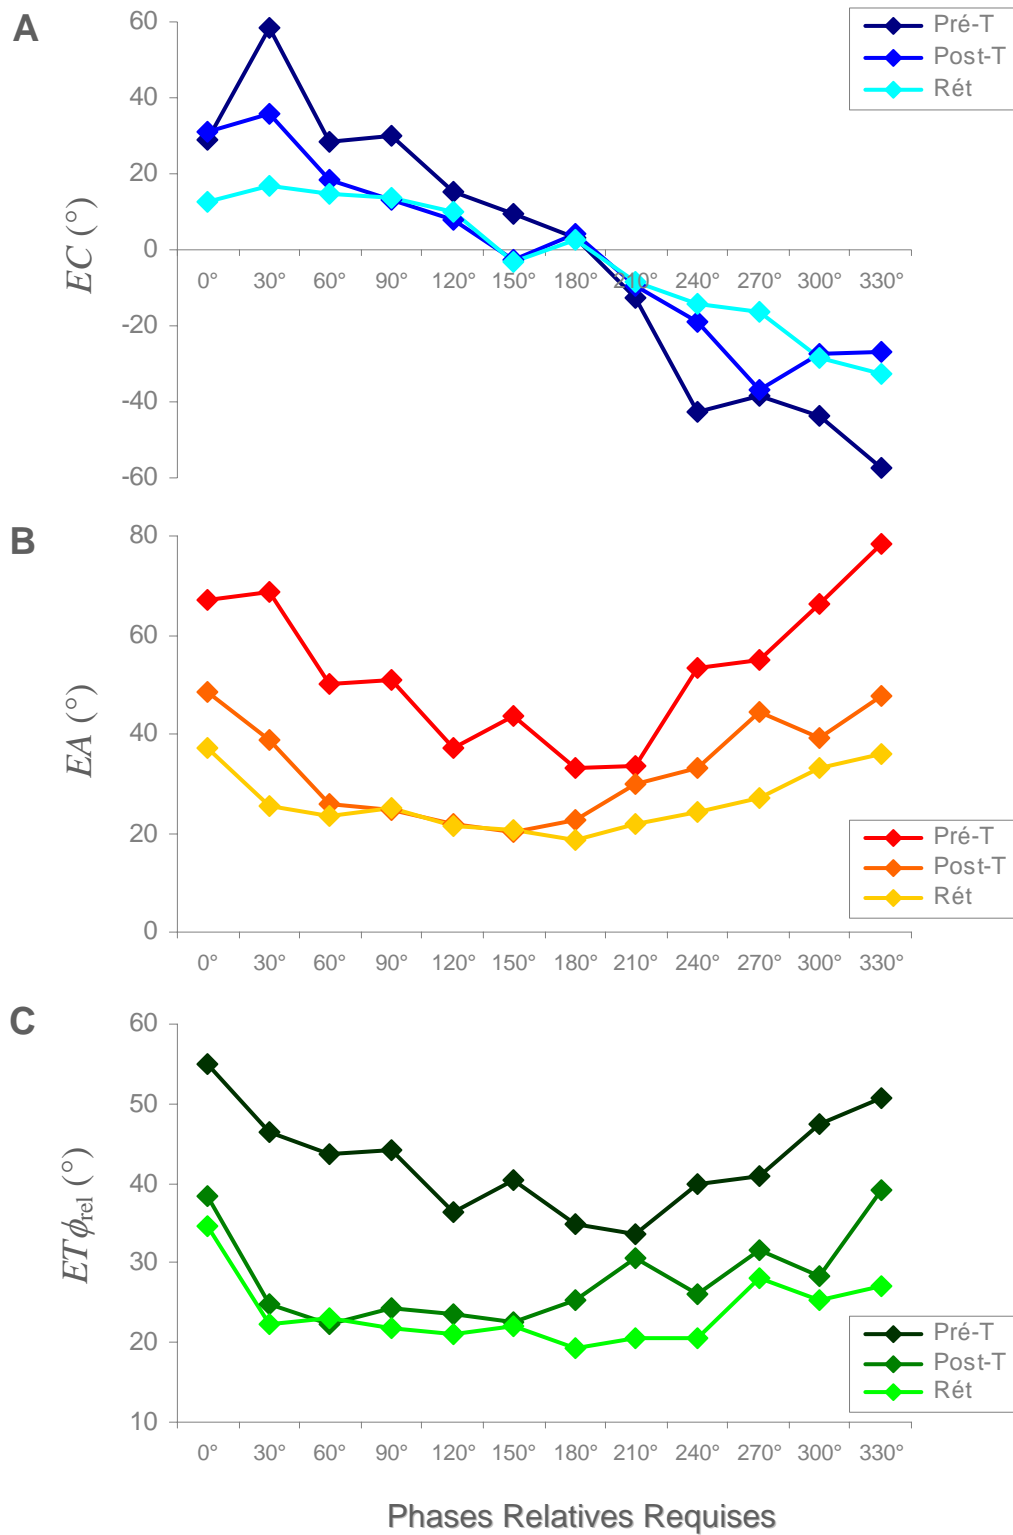 A
60
40
20
0
-20
-40
-60
EC (°)
Pré-T
Post-T
Rét
0° 30° 60° 90° 120° 150° 180° 210° 240° 270° 300° 330°
B
80
60
40
20
0
EA (°)
Pré-T
Post-T
Rét
0° 30° 60° 90° 120° 150° 180° 210° 240° 270° 300° 330°
C
60
50
40
30
20
10
ETϕrel (°)
Pré-T
Post-T
Rét
0° 30° 60° 90° 120° 150° 180° 210° 240° 270° 300° 330°
Phases Relatives Requises